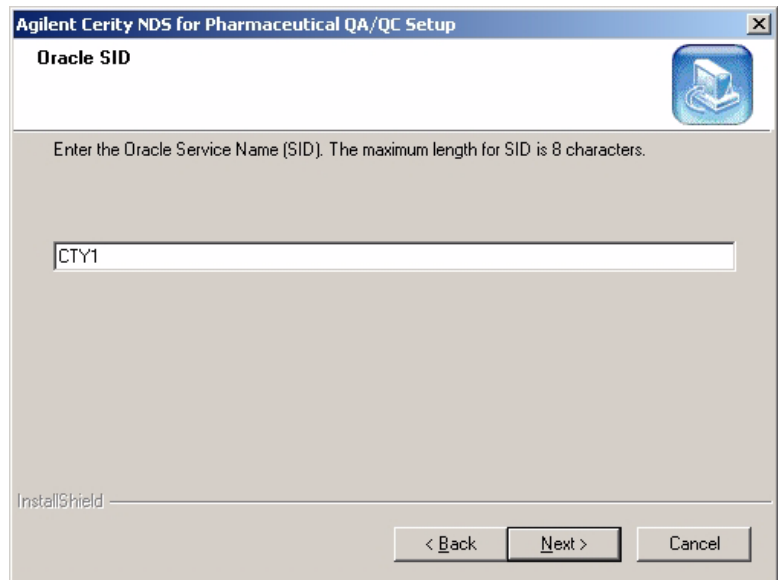 Agilent Cerity NDS for Pharmaceutical QA/QC Setup
Oracle SID
Enter the Oracle Service Name (SID). The maximum length for SID is 8 characters.
CTY1
InstallShield
< Back Next > Cancel